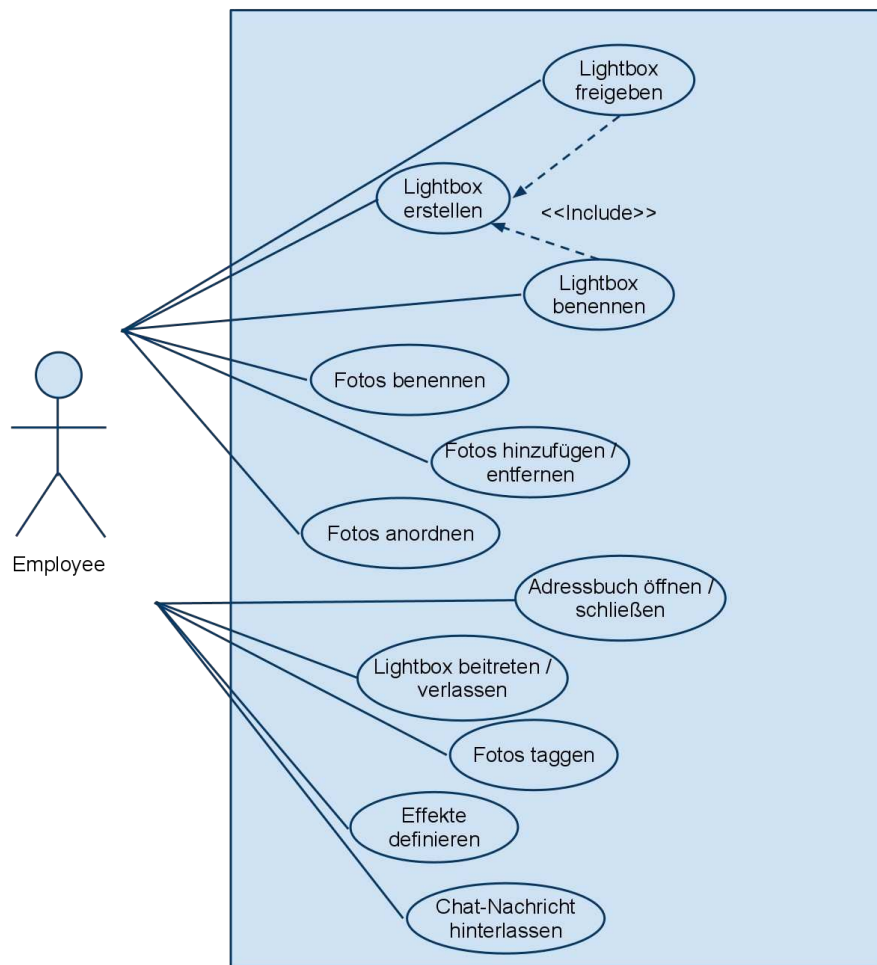 Lightbox
freigeben
Lightbox
erstellen
<<Include>>
Lightbox
benennen
Fotos benennen
Fotos hinzufügen /
entfernen
Fotos anordnen
Employee
Adressbuch öffnen /
schließen
Lightbox beitreten /
verlassen
Fotos taggen
Effekte
definieren
Chat-Nachricht
hinterlassen